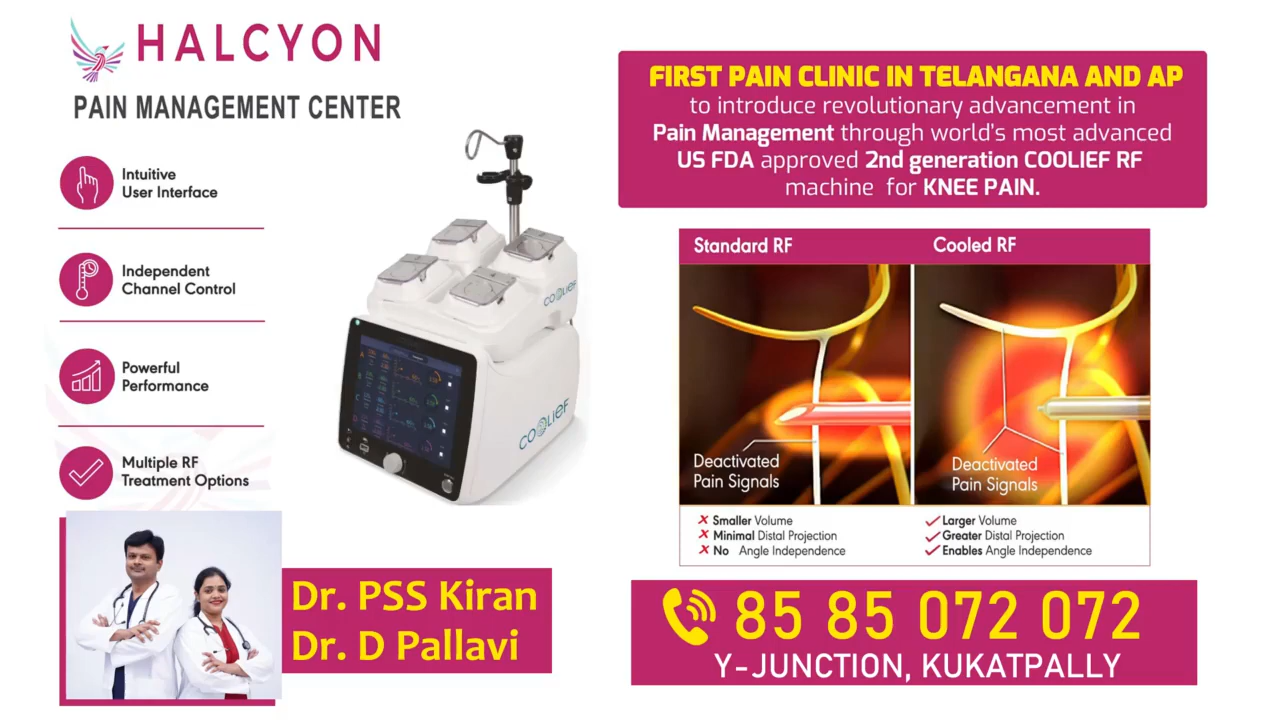 HALCYON
PAIN MANAGEMENT CENTER
Intuitive
User Interface
Independent
Channel Control
Powerful
Performance
Multiple RF
Treatment Options
COOLIEF
COOLIEF
Dr. PSS Kiran
Dr. D Pallavi
FIRST PAIN CLINIC IN TELANGANA AND AP
to introduce revolutionary advancement in
Pain Management through world's most advanced
US FDA approved 2nd generation COOLIEF RF
machine for KNEE PAIN.
Standard RF
Cooled RF
Deactivated
Pain Signals
Deactivated
Pain Signals
✗ Smaller Volume
✗ Minimal Distal Projection
✗ No Angle Independence
✓ Larger Volume
✓ Greater Distal Projection
✓ Enables Angle Independence
85 85 072 072
Y-JUNCTION, KUKATPALLY